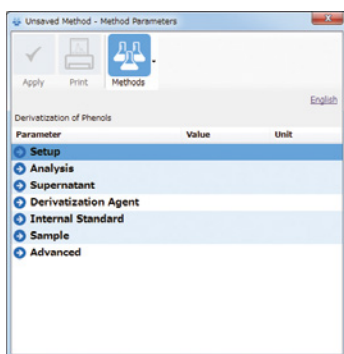 Unsaved Method - Method Parameters
Apply Print Methods
English
Derivatization of Phenols
Parameter Value Unit
Setup
Analysis
Supernatant
Derivatization Agent
Internal Standard
Sample
Advanced